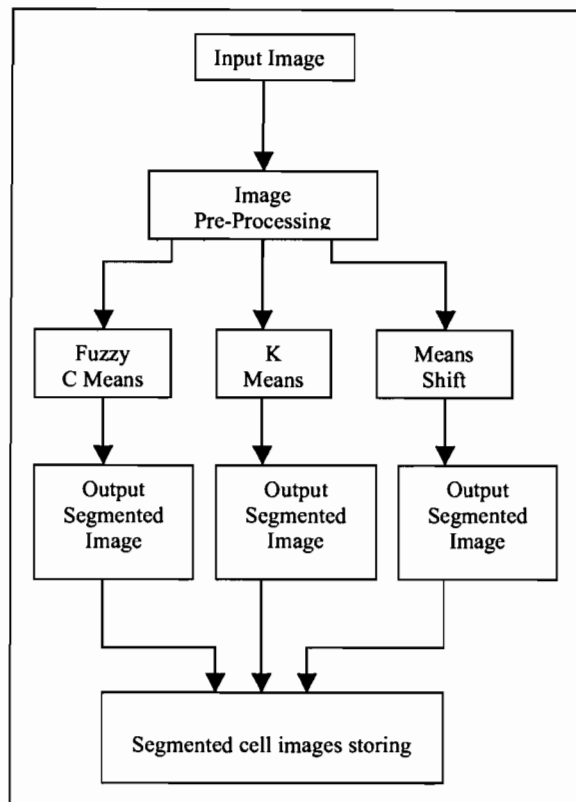 Input Image
Image
Pre-Processing
Fuzzy
C Means
K
Means
Means
Shift
Output
Segmented
Image
Output
Segmented
Image
Output
Segmented
Image
Segmented cell images storing